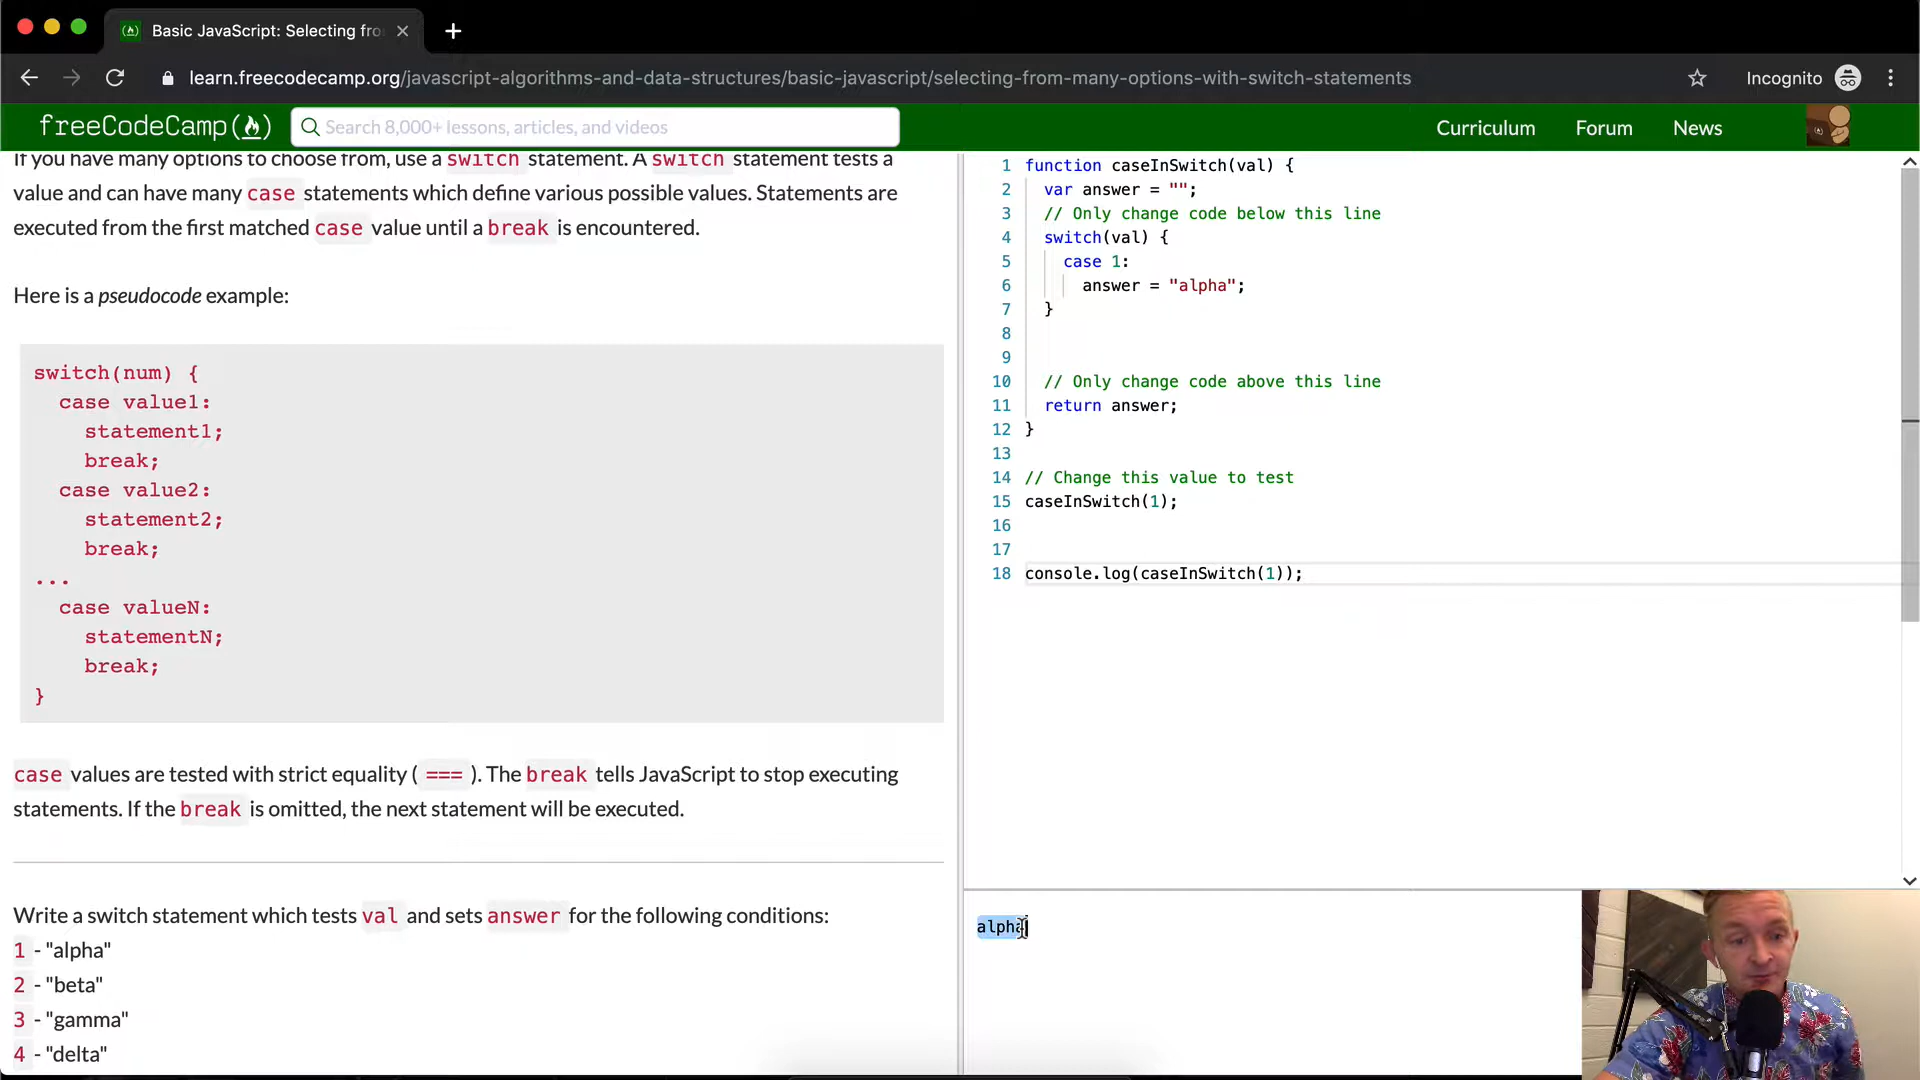 Basic JavaScript: Selecting fro
learn.freecodecamp.org/javascript-algorithms-and-data-structures/basic-javascript/selecting-from-many-options-with-switch-statements
Incognito
freeCodeCamp
Search 8,000+ lessons, articles, and videos
Curriculum
Forum
News
If you have many options to choose from, use a switch statement. A switch statement tests a
value and can have many case statements which define various possible values. Statements are
executed from the first matched case value until a break is encountered.
Here is a pseudocode example:
switch(num) {
case value1:
statement1;
break;
case value2:
statement2;
break;
...
case valueN:
statementN;
break;
}
case values are tested with strict equality ( === ). The break tells JavaScript to stop executing
statements. If the break is omitted, the next statement will be executed.
Write a switch statement which tests val and sets answer for the following conditions:
1 - "alpha"
2 - "beta"
3 - "gamma"
4 - "delta"
1 function caseInSwitch(val) {
2 var answer = "";
3 // Only change code below this line
4 switch(val) {
5 case 1:
6 answer = "alpha";
7 }
8
9
10 // Only change code above this line
11 return answer;
12 }
13
14 // Change this value to test
15 caseInSwitch(1);
16
17
18 console.log(caseInSwitch(1));
alpha